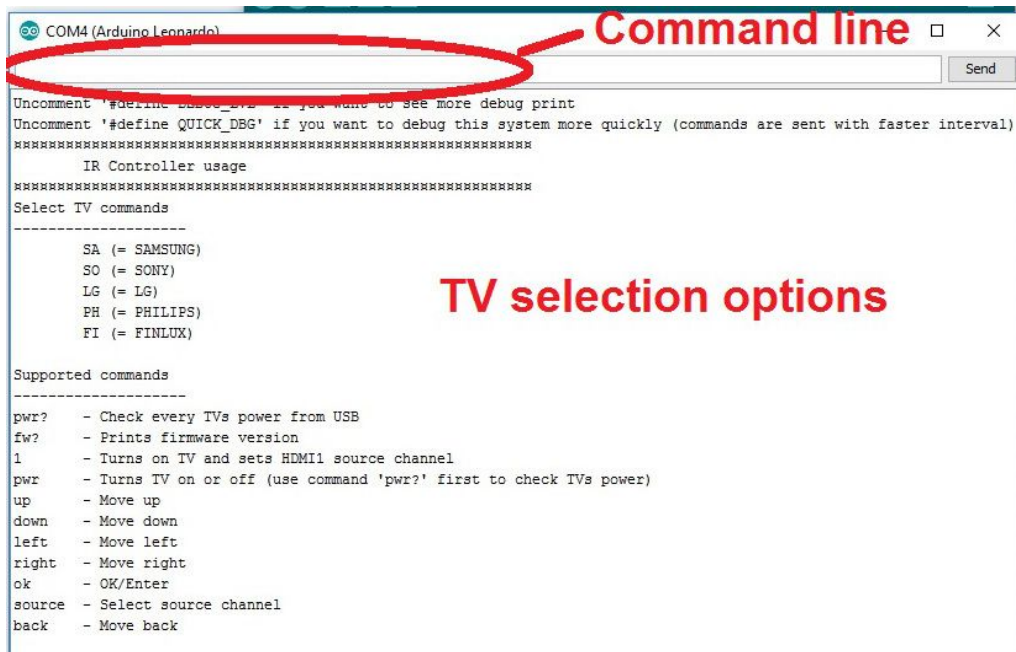 COM4 (Arduino Leonardo)
Command line
Send
Uncomment '#define if you want to see more debug print
Uncomment '#define QUICK_DBG' if you want to debug this system more quickly (commands are sent with faster interval)
¤¤¤¤¤¤¤¤¤¤¤¤¤¤¤¤¤¤¤¤¤¤¤¤¤¤¤¤¤¤¤¤¤¤¤¤¤¤¤¤¤¤¤¤¤¤¤¤¤¤¤¤¤¤¤¤¤¤¤¤
IR Controller usage
¤¤¤¤¤¤¤¤¤¤¤¤¤¤¤¤¤¤¤¤¤¤¤¤¤¤¤¤¤¤¤¤¤¤¤¤¤¤¤¤¤¤¤¤¤¤¤¤¤¤¤¤¤¤¤¤¤¤¤¤
Select TV commands
--------------------
SA (= SAMSUNG)
SO (= SONY)
LG (= LG)
PH (= PHILIPS)
FI (= FINLUX)
TV selection options
Supported commands
--------------------
pwr? - Check every TVs power from USB
fw? - Prints firmware version
1 - Turns on TV and sets HDMI1 source channel
pwr - Turns TV on or off (use command 'pwr?' first to check TVs power)
up - Move up
down - Move down
left - Move left
right - Move right
ok - OK/Enter
source - Select source channel
back - Move back